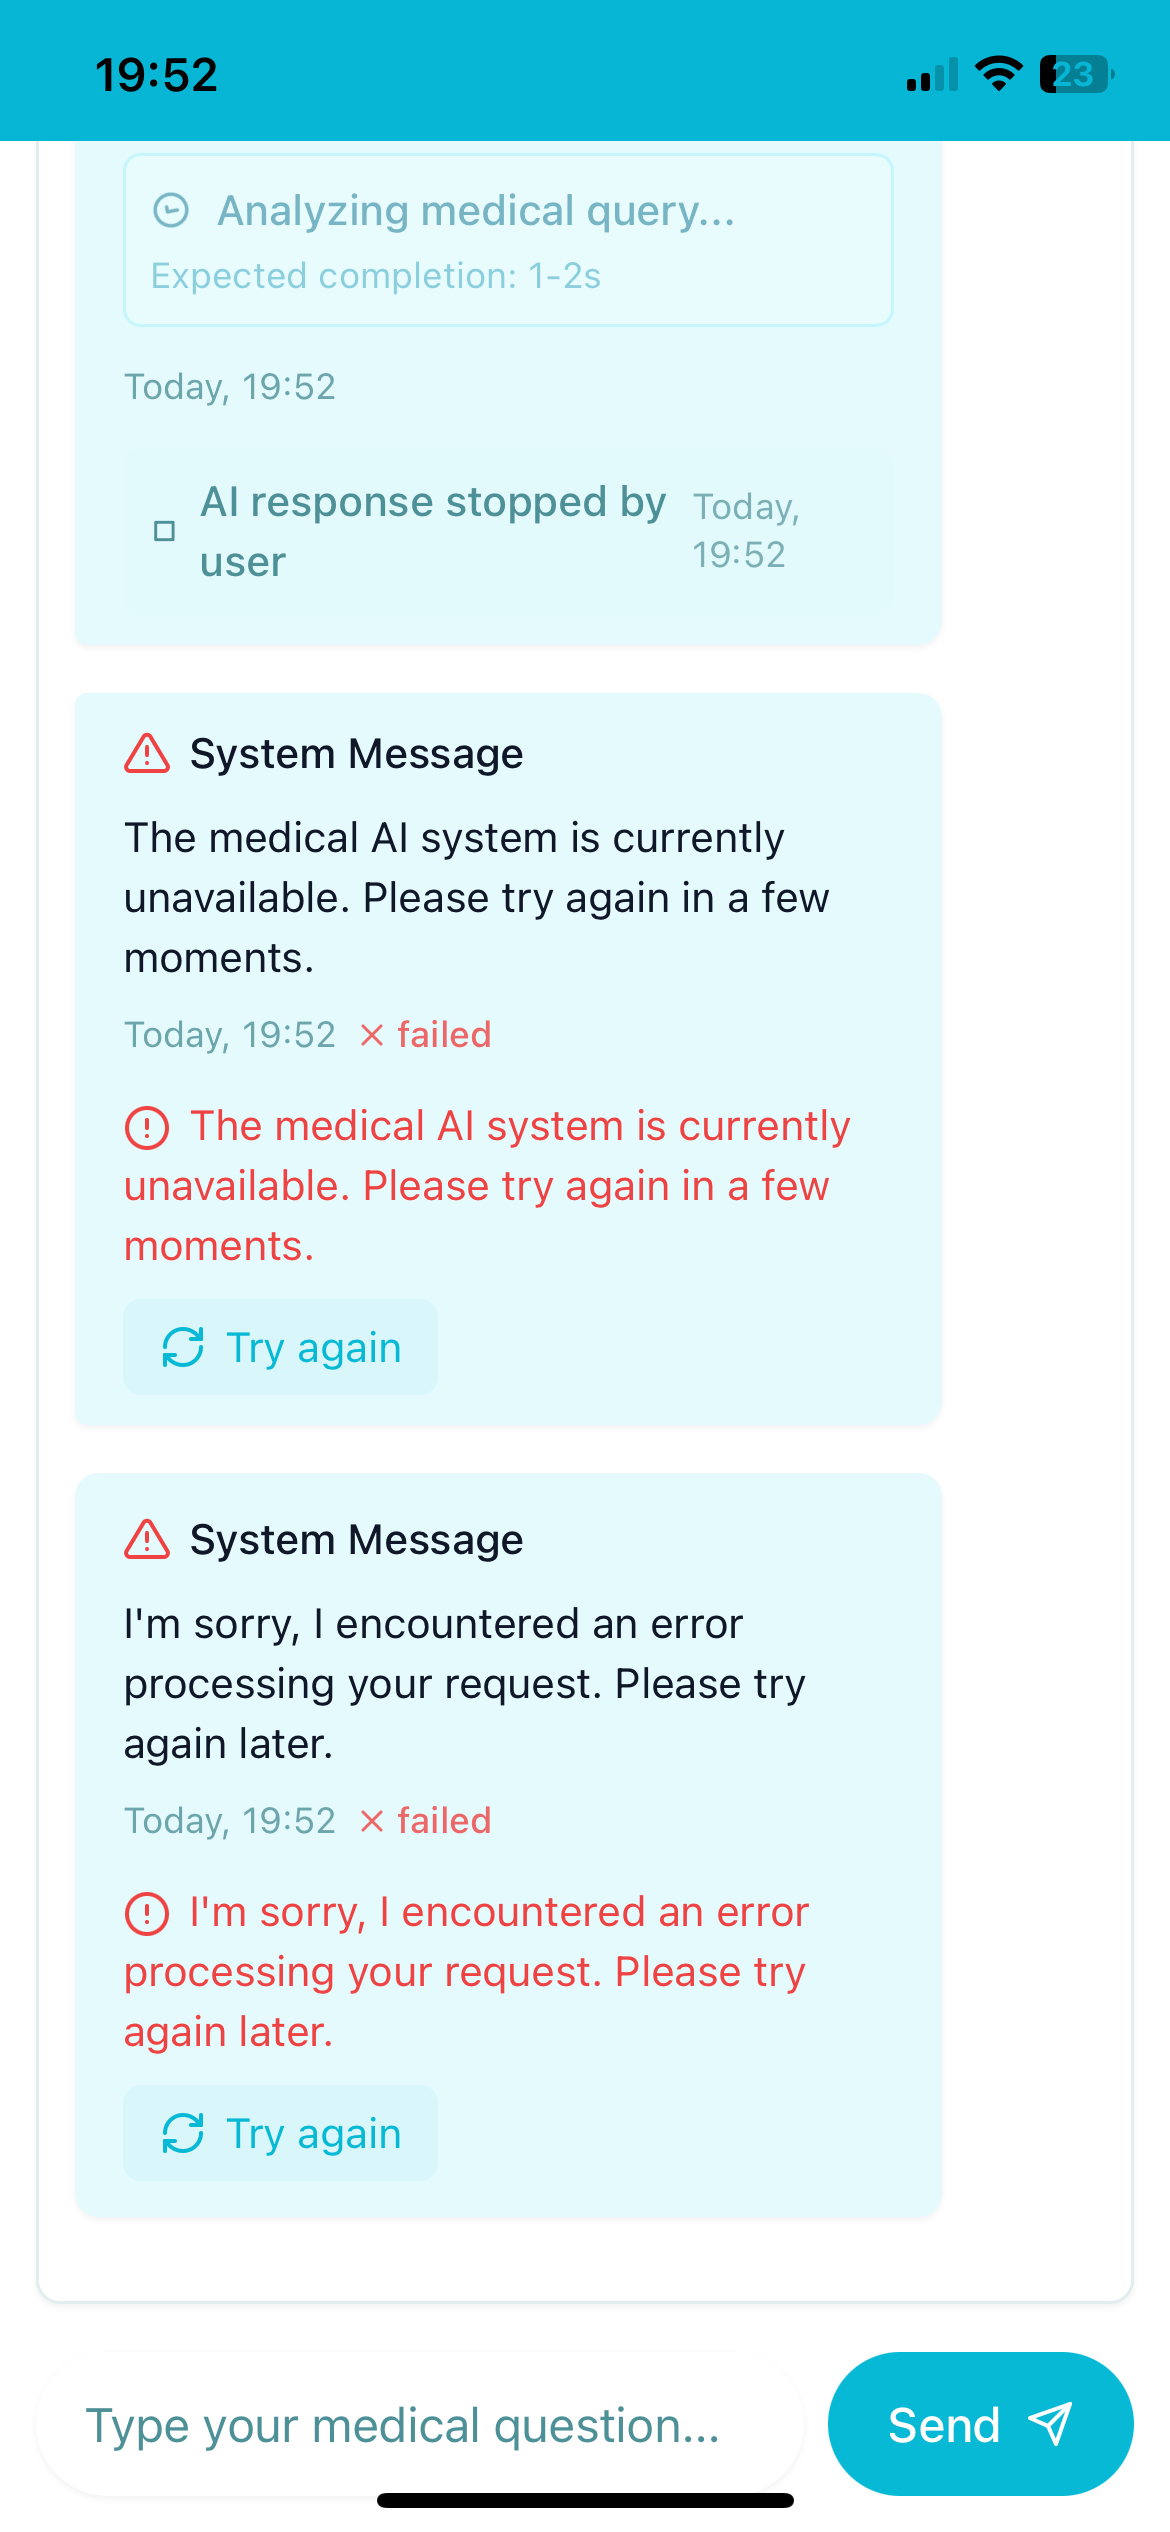 19:52
23
Analyzing medical query...
Expected completion: 1-2s
Today, 19:52
AI response stopped by
user
Today,
19:52
System Message
The medical AI system is currently
unavailable. Please try again in a few
moments.
Today, 19:52 × failed
The medical AI system is currently
unavailable. Please try again in a few
moments.
Try again
System Message
I'm sorry, I encountered an error
processing your request. Please try
again later.
Today, 19:52 × failed
I'm sorry, I encountered an error
processing your request. Please try
again later.
Try again
Type your medical question...
Send